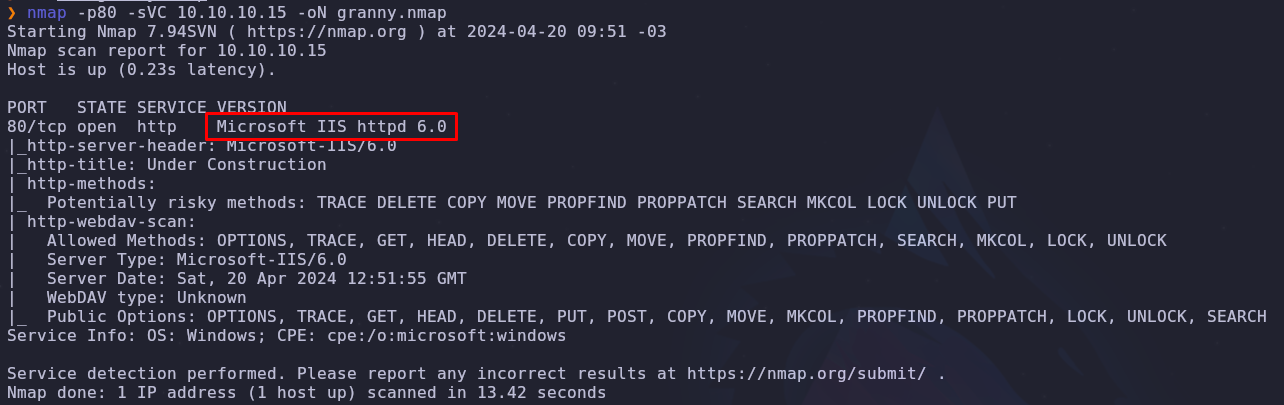 ❯ nmap -p80 -sVC 10.10.10.15 -oN granny.nmap
Starting Nmap 7.94SVN ( https://nmap.org ) at 2024-04-20 09:51 -03
Nmap scan report for 10.10.10.15
Host is up (0.23s latency).

PORT   STATE SERVICE VERSION
80/tcp open  http    Microsoft IIS httpd 6.0
|_http-server-header: Microsoft-IIS/6.0
|_http-title: Under Construction
| http-methods:
|_  Potentially risky methods: TRACE DELETE COPY MOVE PROPFIND PROPPATCH SEARCH MKCOL LOCK UNLOCK PUT
| http-webdav-scan:
|   Allowed Methods: OPTIONS, TRACE, GET, HEAD, DELETE, COPY, MOVE, PROPFIND, PROPPATCH, SEARCH, MKCOL, LOCK, UNLOCK
|   Server Type: Microsoft-IIS/6.0
|   Server Date: Sat, 20 Apr 2024 12:51:55 GMT
|   WebDAV type: Unknown
|_  Public Options: OPTIONS, TRACE, GET, HEAD, DELETE, PUT, POST, COPY, MOVE, MKCOL, PROPFIND, PROPPATCH, LOCK, UNLOCK, SEARCH
Service Info: OS: Windows; CPE: cpe:/o:microsoft:windows

Service detection performed. Please report any incorrect results at https://nmap.org/submit/ .
Nmap done: 1 IP address (1 host up) scanned in 13.42 seconds